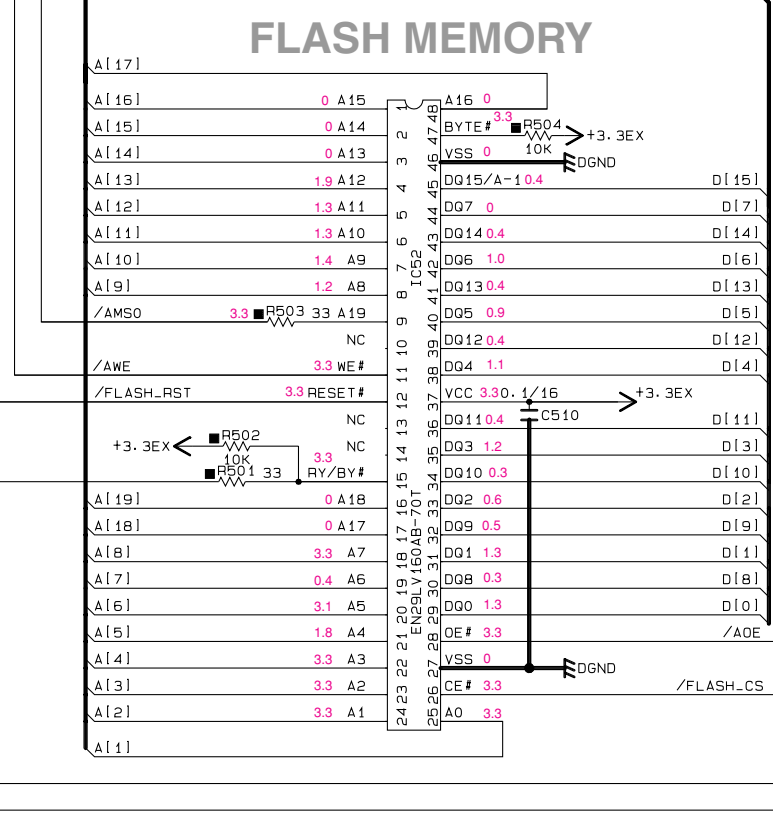 FLASH MEMORY
A[17]
A[16] 0 A15 1 48 A16 0
A[15] 0 A14 2 47 BYTE# 3.3 R504 10K +3.3EX
A[14] 0 A13 3 46 VSS 0 DGND
A[13] 1.9 A12 4 45 DQ15/A-1 0.4 D[15]
A[12] 1.3 A11 5 44 DQ7 0 D[7]
A[11] 1.3 A10 6 43 DQ14 0.4 D[14]
A[10] 1.4 A9 7 42 DQ6 1.0 D[6]
A[9] 1.2 A8 8 41 DQ13 0.4 D[13]
/AMS0 3.3 R503 33 A19 9 40 DQ5 0.9 D[5]
NC 10 39 DQ12 0.4 D[12]
/AWE 3.3 WE# 11 38 DQ4 1.1 D[4]
/FLASH_RST 3.3 RESET# 12 37 VCC 3.3 0.1/16 +3.3EX
C510
NC 13 36 DQ11 0.4 D[11]
+3.3EX R502 10K NC 14 35 DQ3 1.2 D[3]
R501 33 3.3 RY/BY# 15 34 DQ10 0.3 D[10]
A[19] 0 A18 16 33 DQ2 0.6 D[2]
A[18] 0 A17 17 32 DQ9 0.5 D[9]
A[8] 3.3 A7 18 31 DQ1 1.3 D[1]
A[7] 0.4 A6 19 30 DQ8 0.3 D[8]
A[6] 3.1 A5 20 29 DQ0 1.3 D[0]
A[5] 1.8 A4 21 28 OE# 3.3 /AOE
A[4] 3.3 A3 22 27 VSS 0 DGND
A[3] 3.3 A2 23 26 CE# 3.3 /FLASH_CS
A[2] 3.3 A1 24 25 A0 3.3
A[1]
IC52
EN29LV160AB-70T